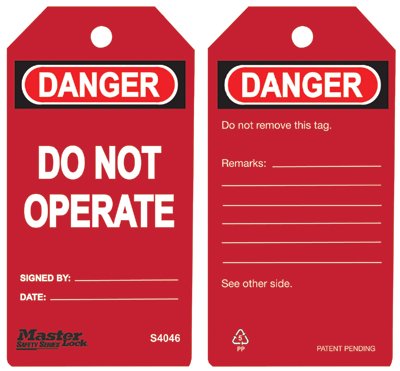 DANGER
DO NOT
OPERATE
SIGNED BY:
DATE:
Master Lock
SAFETY SERIES
S4046
DANGER
Do not remove this tag.
Remarks:
See other side.
5
PP
PATENT PENDING